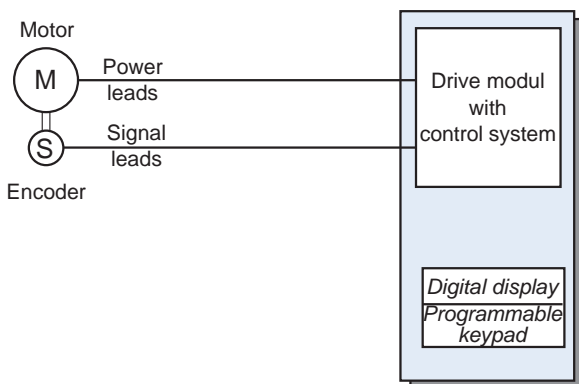 Motor
M
Power
leads
Signal
leads
S
Encoder
Drive modul
with
control system
Digital display
Programmable
keypad